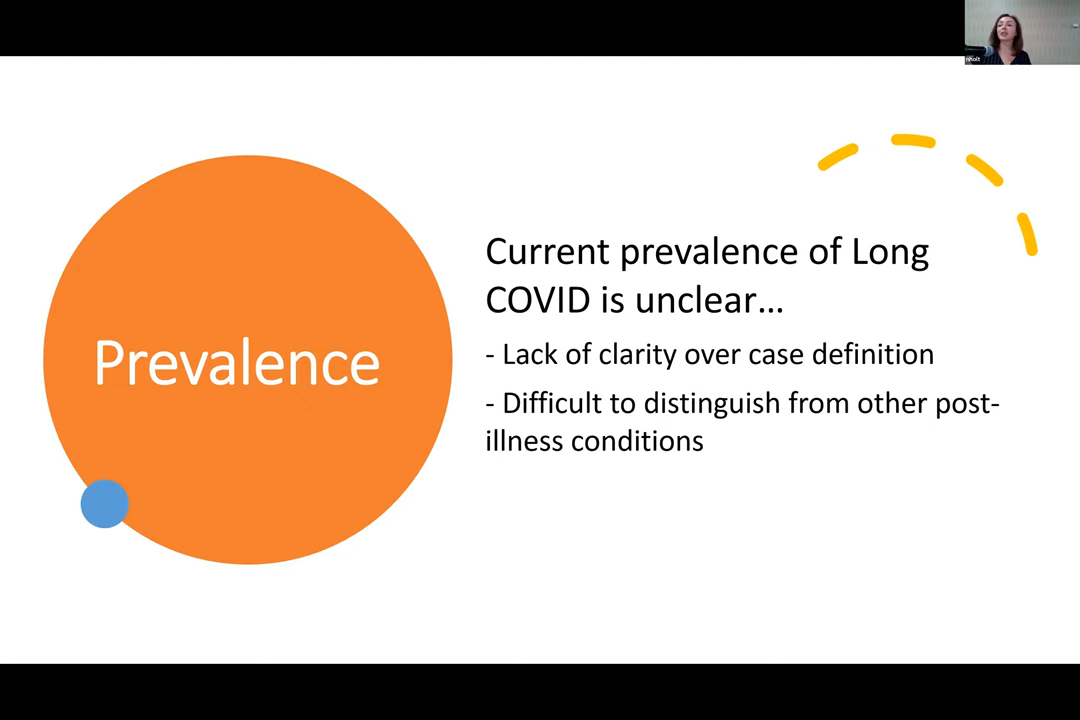 nholt
Prevalence
Current prevalence of Long
COVID is unclear...
- Lack of clarity over case definition
- Difficult to distinguish from other post-
illness conditions